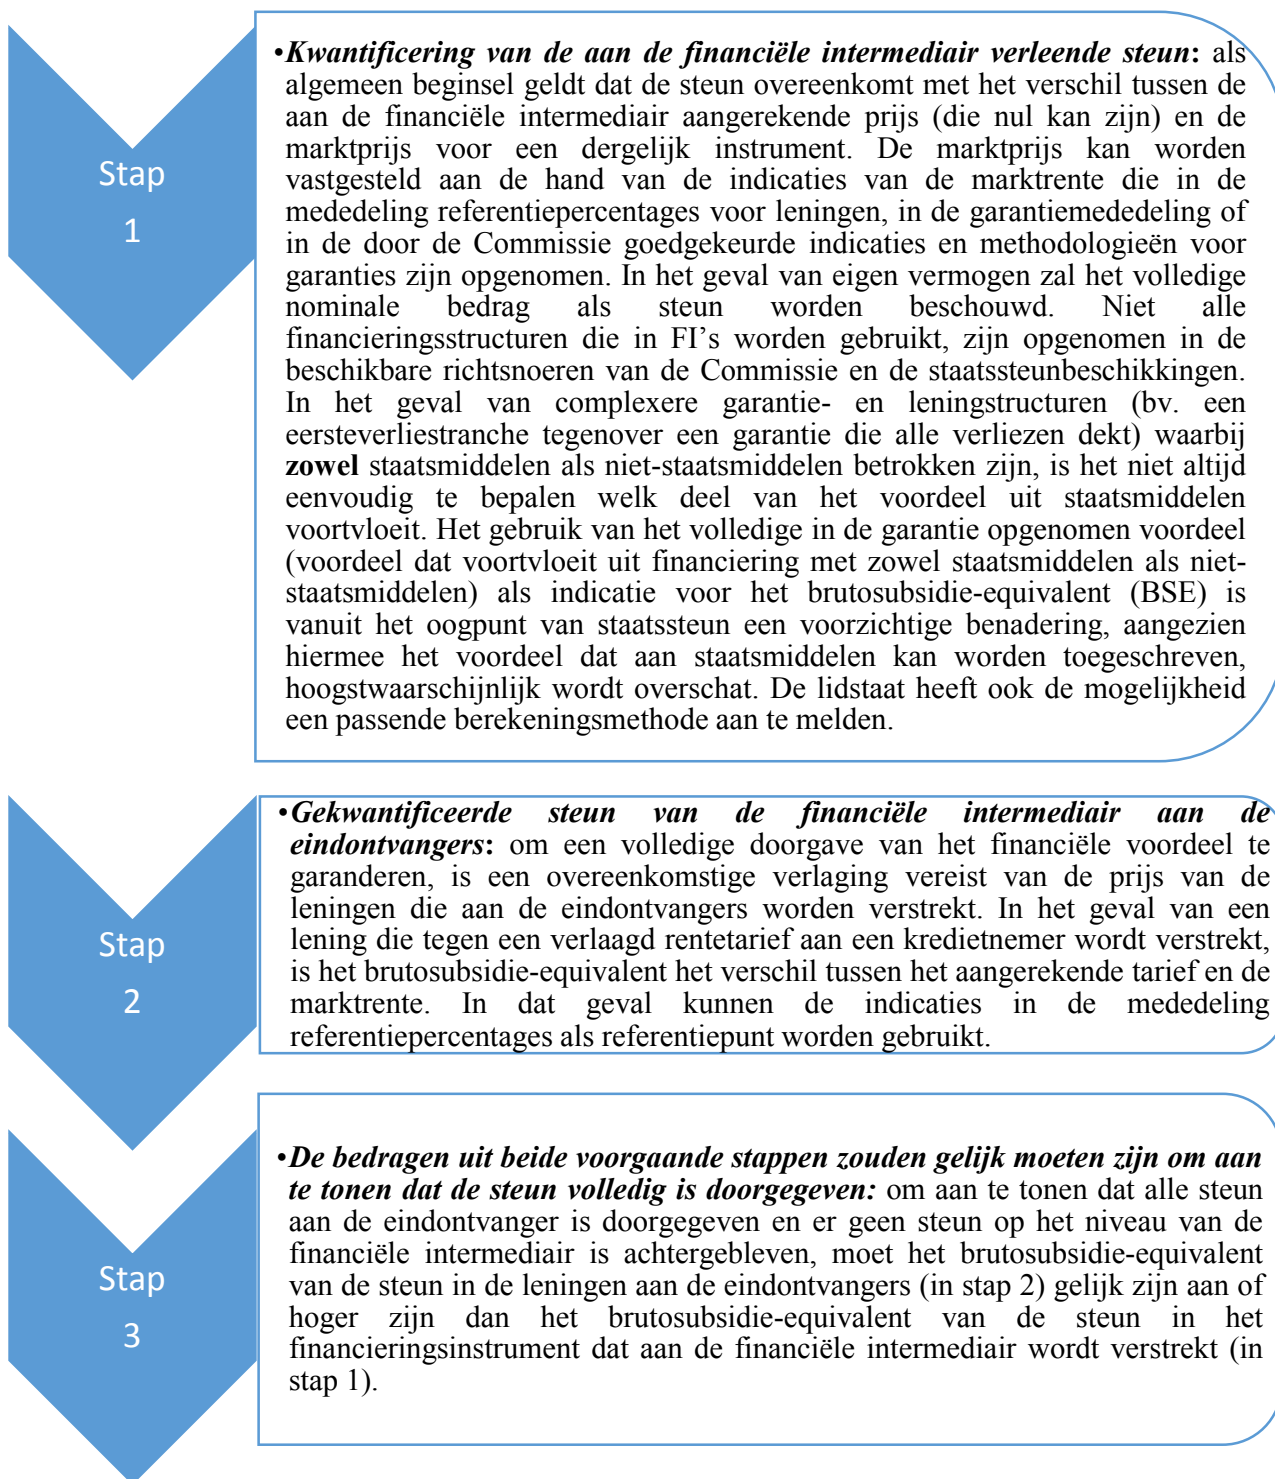 Stap
1
•Kwantificering van de aan de financiële intermediair verleende steun: als
algemeen beginsel geldt dat de steun overeenkomt met het verschil tussen de
aan de financiële intermediair aangerekende prijs (die nul kan zijn) en de
marktprijs voor een dergelijk instrument. De marktprijs kan worden
vastgesteld aan de hand van de indicaties van de marktrente die in de
mededeling referentiepercentages voor leningen, in de garantiemededeling of
in de door de Commissie goedgekeurde indicaties en methodologieën voor
garanties zijn opgenomen. In het geval van eigen vermogen zal het volledige
nominale bedrag als steun worden beschouwd. Niet alle
financieringsstructuren die in FI’s worden gebruikt, zijn opgenomen in de
beschikbare richtsnoeren van de Commissie en de staatssteunbeschikkingen.
In het geval van complexere garantie- en leningstructuren (bv. een
eersteverliestranche tegenover een garantie die alle verliezen dekt) waarbij
zowel staatsmiddelen als niet-staatsmiddelen betrokken zijn, is het niet altijd
eenvoudig te bepalen welk deel van het voordeel uit staatsmiddelen
voortvloeit. Het gebruik van het volledige in de garantie opgenomen voordeel
(voordeel dat voortvloeit uit financiering met zowel staatsmiddelen als niet-
staatsmiddelen) als indicatie voor het brutosubsidie-equivalent (BSE) is
vanuit het oogpunt van staatssteun een voorzichtige benadering, aangezien
hiermee het voordeel dat aan staatsmiddelen kan worden toegeschreven,
hoogstwaarschijnlijk wordt overschat. De lidstaat heeft ook de mogelijkheid
een passende berekeningsmethode aan te melden.
Stap
2
•Gekwantificeerde steun van de financiële intermediair aan de
eindontvangers: om een volledige doorgave van het financiële voordeel te
garanderen, is een overeenkomstige verlaging vereist van de prijs van de
leningen die aan de eindontvangers worden verstrekt. In het geval van een
lening die tegen een verlaagd rentetarief aan een kredietnemer wordt verstrekt,
is het brutosubsidie-equivalent het verschil tussen het aangerekende tarief en de
marktrente. In dat geval kunnen de indicaties in de mededeling
referentiepercentages als referentiepunt worden gebruikt.
Stap
3
•De bedragen uit beide voorgaande stappen zouden gelijk moeten zijn om aan
te tonen dat de steun volledig is doorgegeven: om aan te tonen dat alle steun
aan de eindontvanger is doorgegeven en er geen steun op het niveau van de
financiële intermediair is achtergebleven, moet het brutosubsidie-equivalent
van de steun in de leningen aan de eindontvangers (in stap 2) gelijk zijn aan of
hoger zijn dan het brutosubsidie-equivalent van de steun in het
financieringsinstrument dat aan de financiële intermediair wordt verstrekt (in
stap 1).